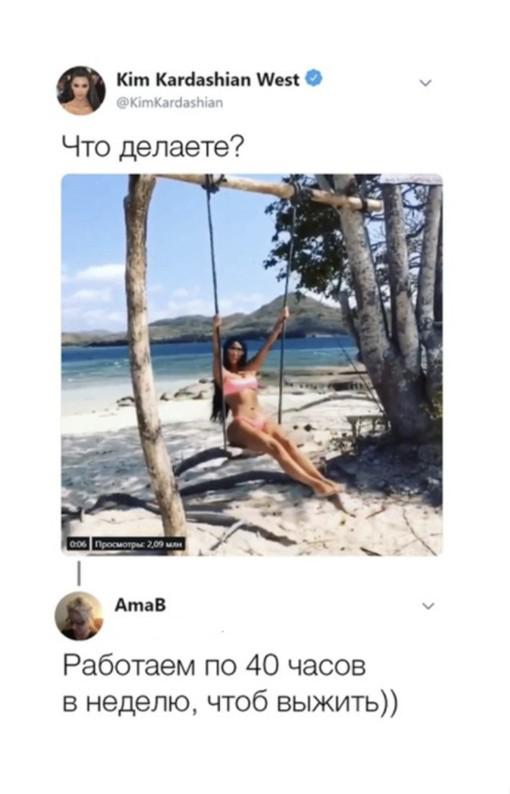 Kim Kardashian West
@KimKardashian
Что делаете?
0:06 Просмотры: 2,09 млн
AmaB
Работаем по 40 часов
в неделю, чтоб выжить))